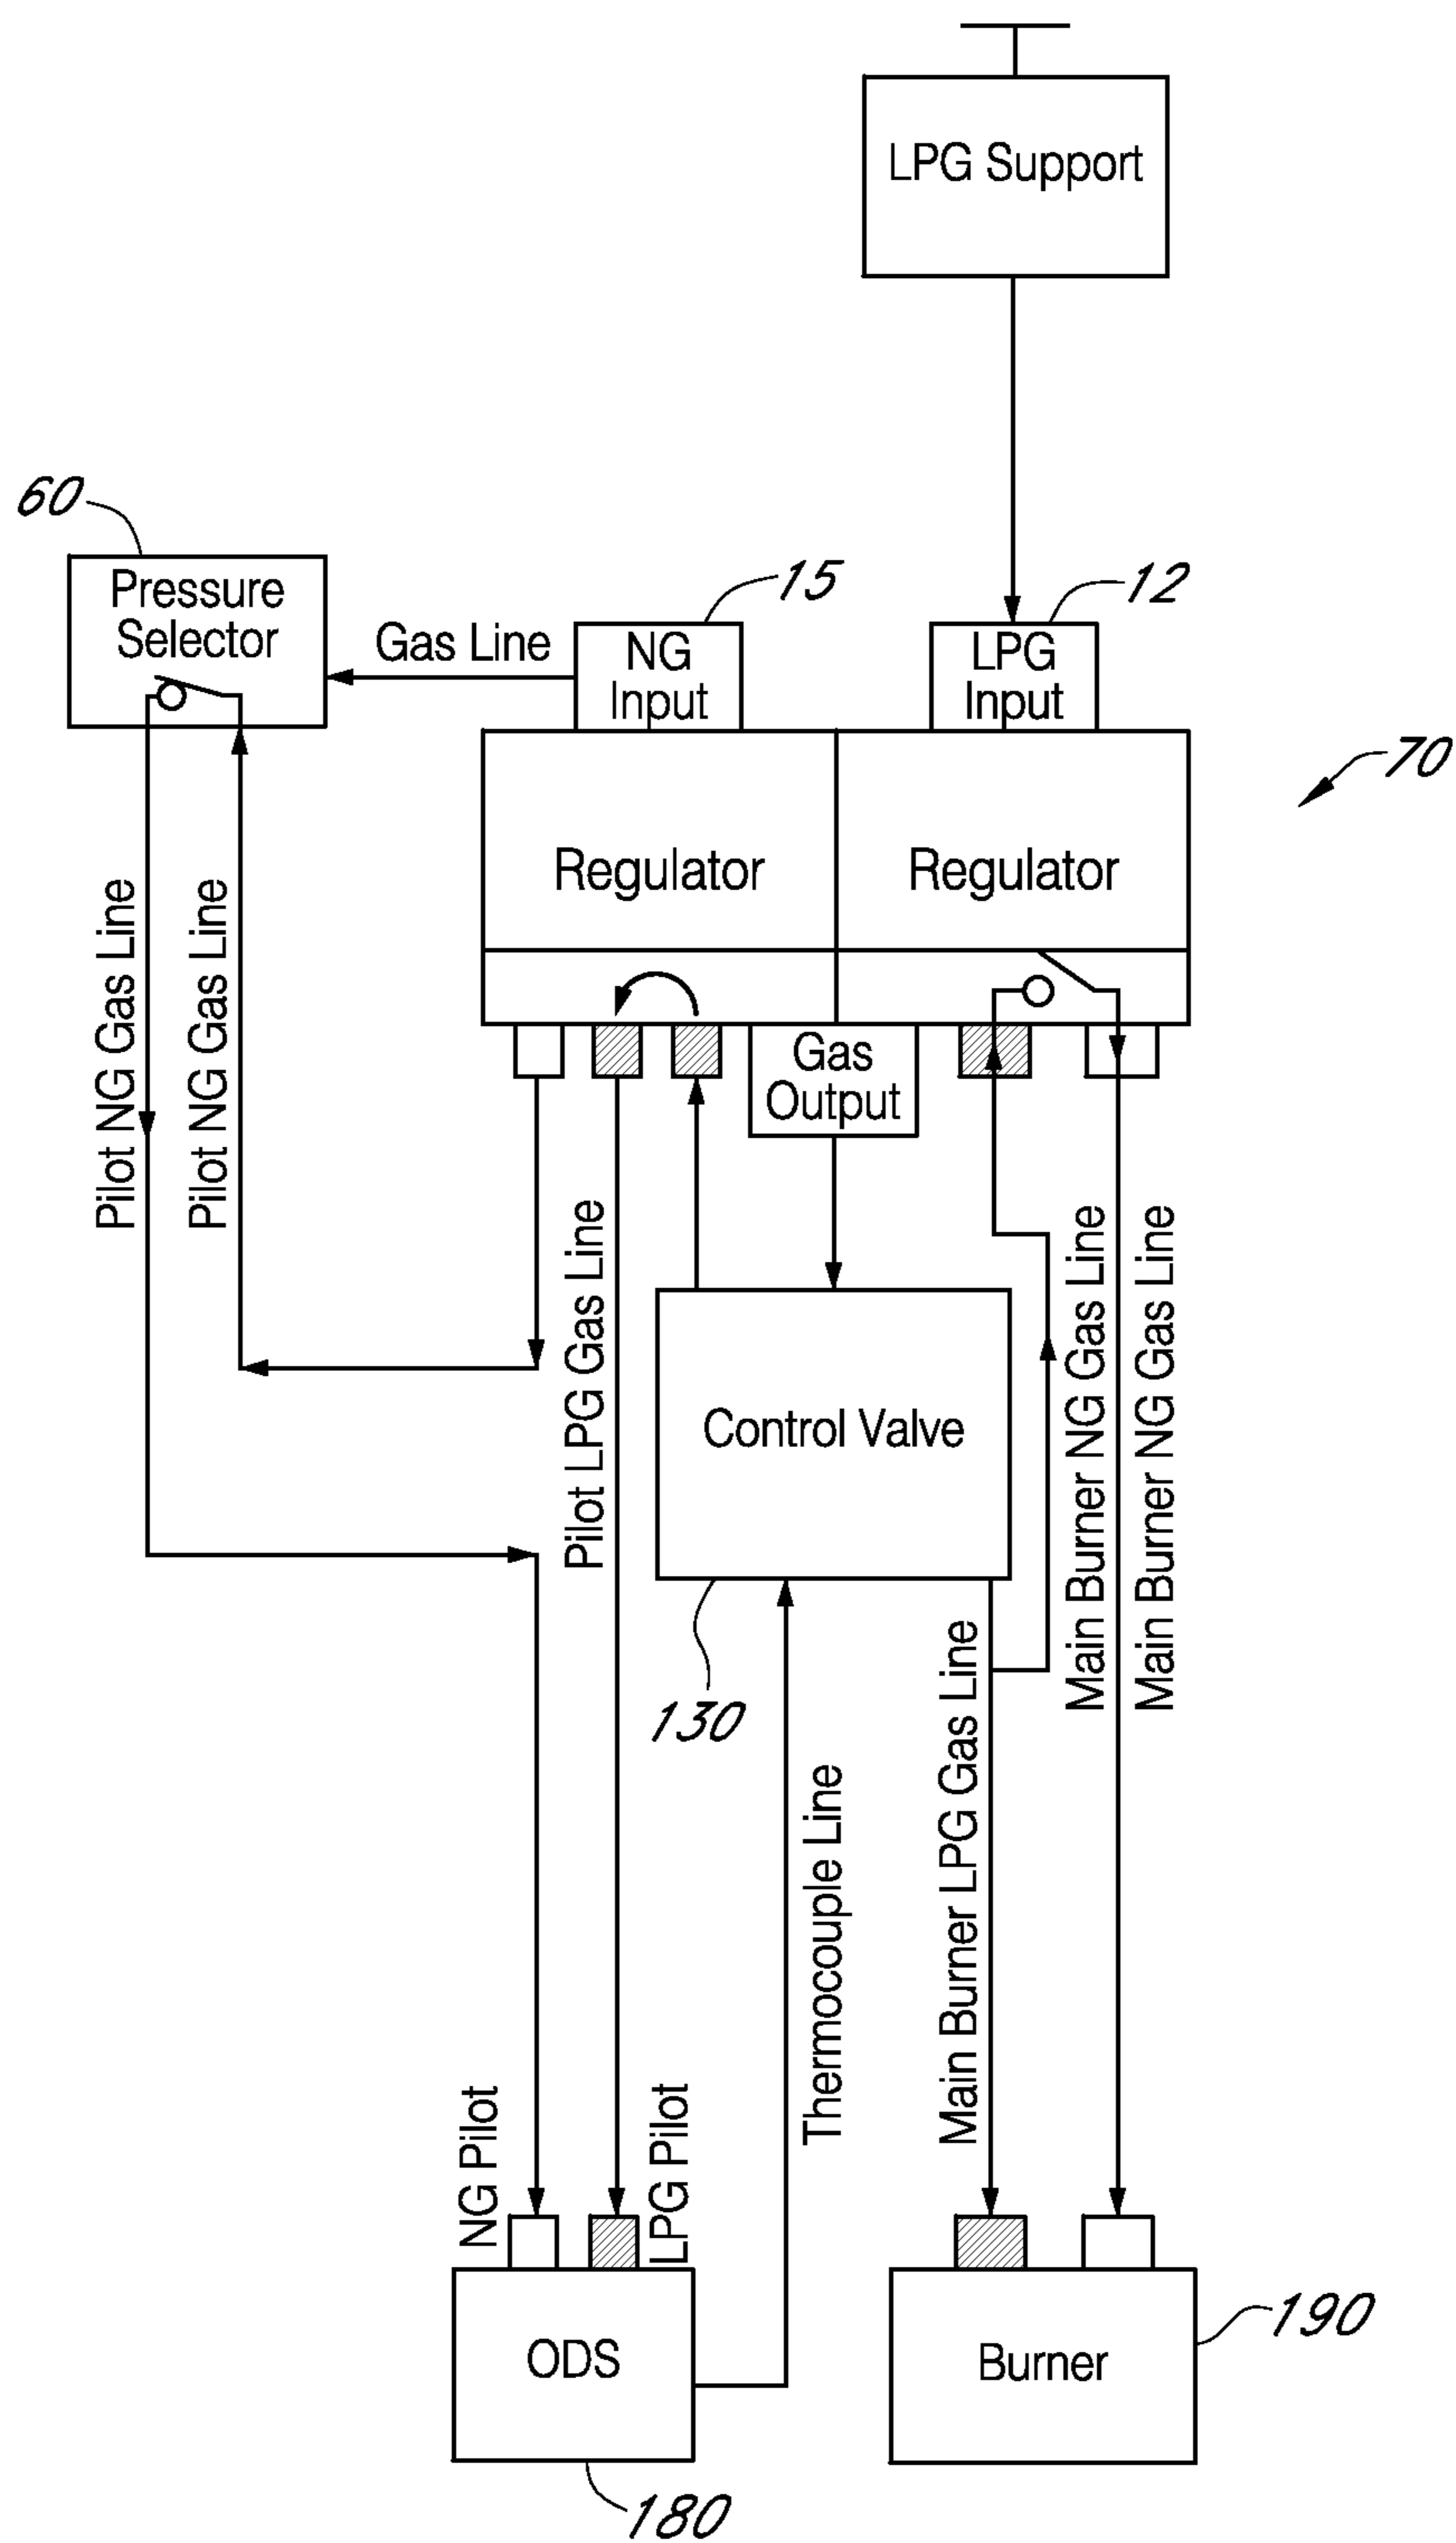 LPG Support
60
Pressure
Selector
Gas Line
15
NG
Input
12
LPG
Input
70
Regulator
Regulator
Gas
Output
Pilot NG Gas Line
Pilot NG Gas Line
Pilot LPG Gas Line
Control Valve
130
Main Burner NG Gas Line
Main Burner NG Gas Line
Main Burner LPG Gas Line
Thermocouple Line
NG Pilot
LPG Pilot
ODS
180
Burner
190